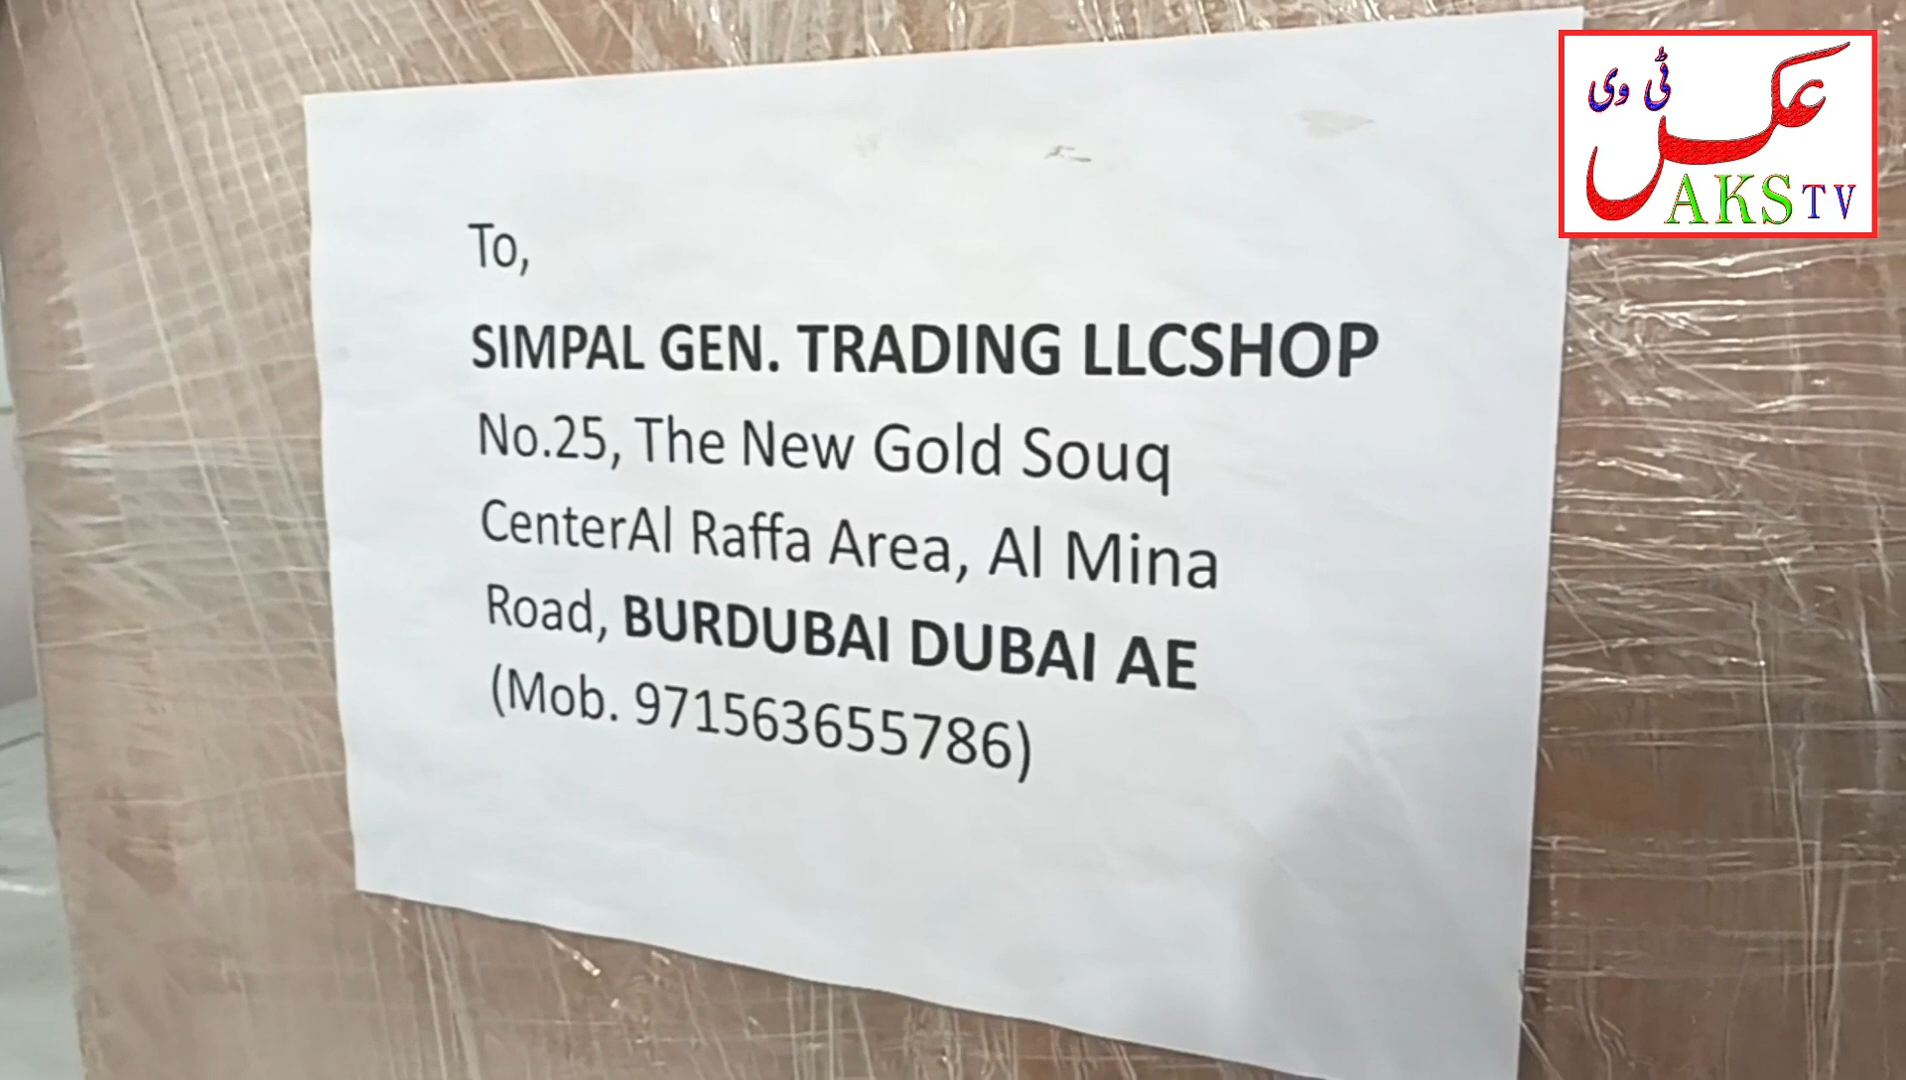 To,
SIMPAL GEN. TRADING LLCSHOP
No.25, The New Gold Souq
CenterAl Raffa Area, Al Mina
Road, BURDUBAI DUBAI AE
(Mob. 971563655786)
عکس ٹی وی
AKS TV